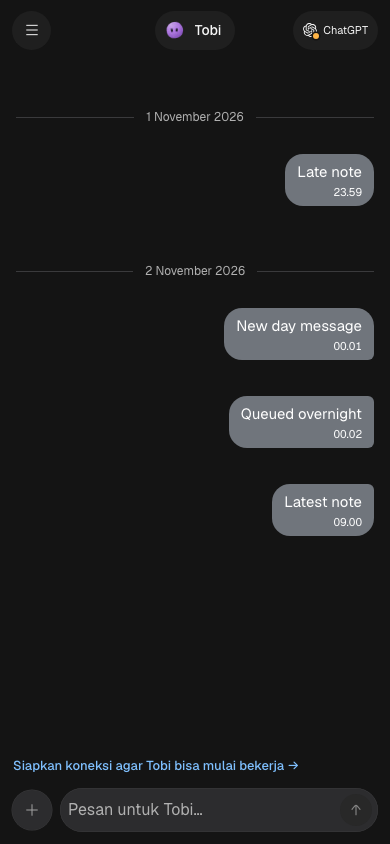 Tobi
ChatGPT
1 November 2026
Late note
23.59
2 November 2026
New day message
00.01
Queued overnight
00.02
Latest note
09.00
Siapkan koneksi agar Tobi bisa mulai bekerja →
Pesan untuk Tobi...